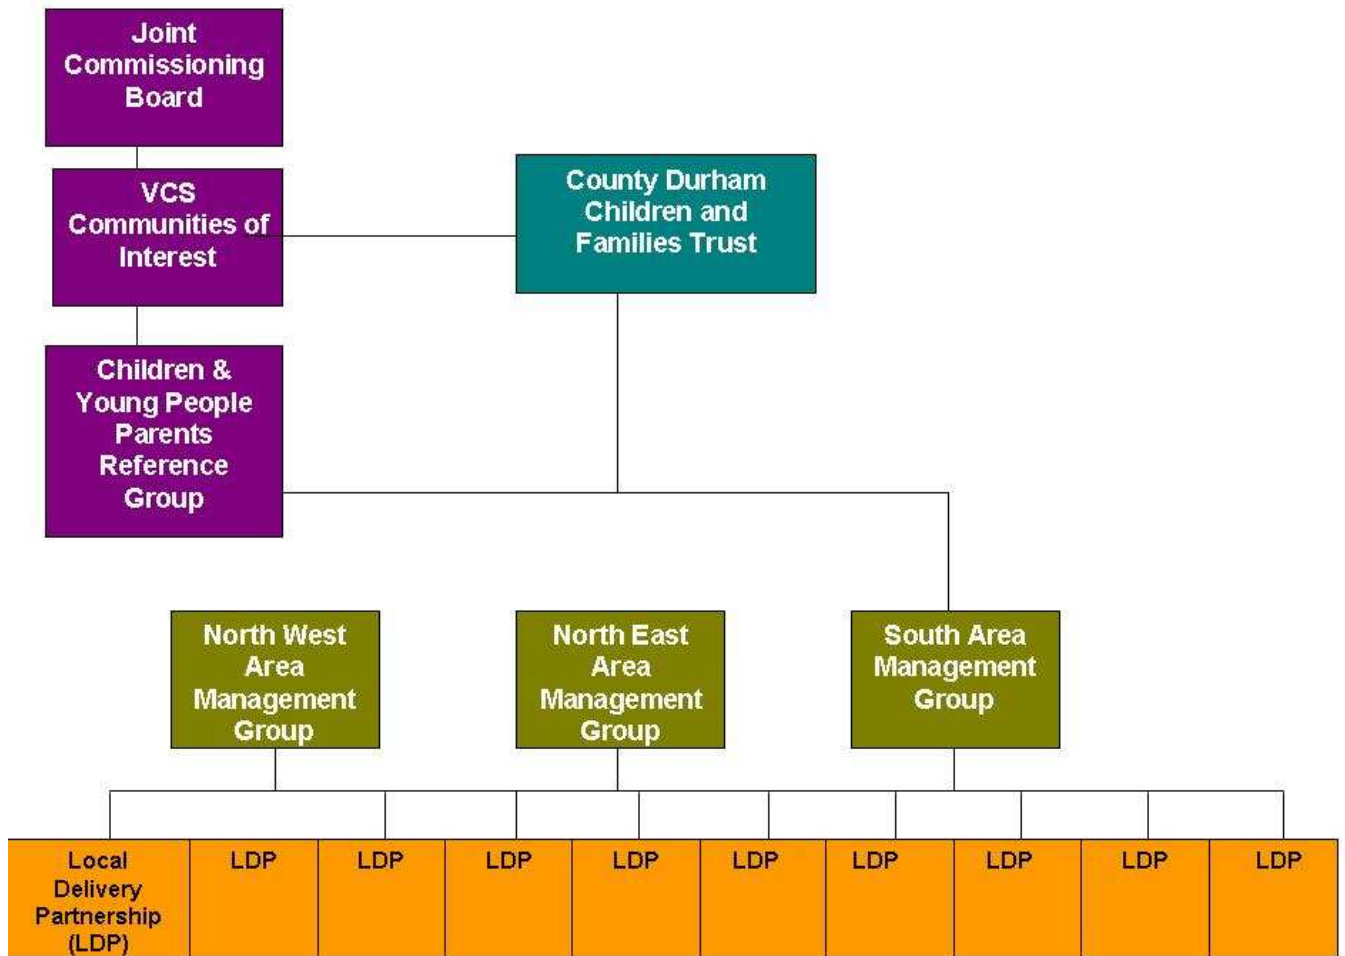 Joint
Commissioning
Board
VCS
Communities of
Interest
County Durham
Children and
Families Trust
Children &
Young People
Parents
Reference
Group
North West
Area
Management
Group
North East
Area
Management
Group
South Area
Management
Group
Local
Delivery
Partnership
(LDP)
LDP
LDP
LDP
LDP
LDP
LDP
LDP
LDP
LDP